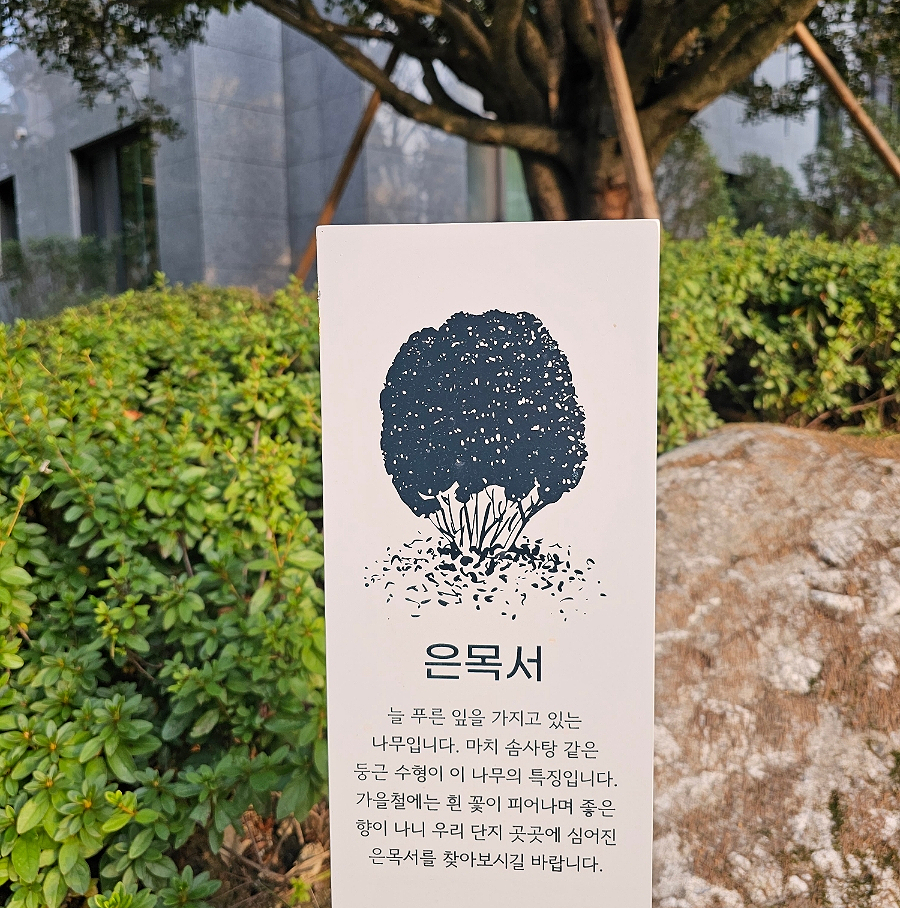 은목서
늘 푸른 잎을 가지고 있는
나무입니다. 마치 솜사탕 같은
둥근 수형이 이 나무의 특징입니다.
가을철에는 흰 꽃이 피어나며 좋은
향이 나니 우리 단지 곳곳에 심어진
은목서를 찾아보시길 바랍니다.